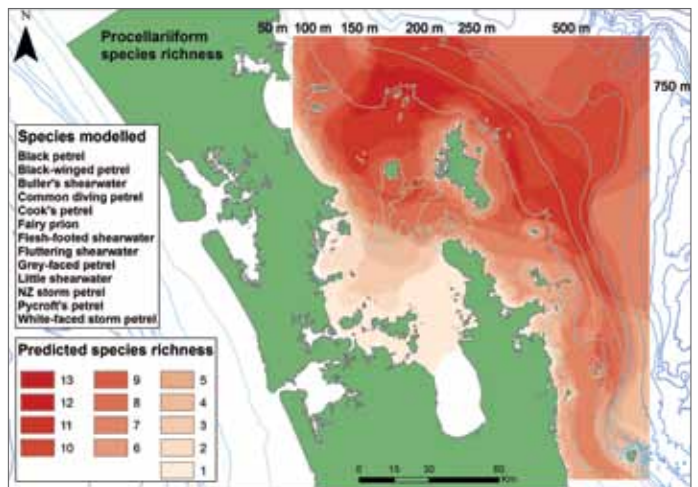 N
Procellariiform
species richness
50 m 100 m 150 m 200 m 250 m 500 m
750 m
Species modelled
Black petrel
Black-winged petrel
Buller's shearwater
Common diving petrel
Cook's petrel
Fairy prion
Flesh-footed shearwater
Fluttering shearwater
Grey-faced petrel
Little shearwater
NZ storm petrel
Pycroft's petrel
White-faced storm petrel
Predicted species richness
13 9 5
12 8 4
11 7 3
10 6 2
1
0 15 30 60
Km